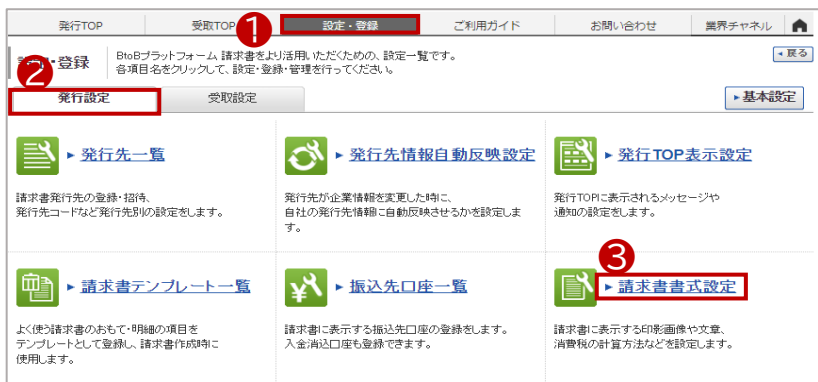 発行TOP 受取TOP 設定・登録 ご利用ガイド お問い合わせ 業界チャネル
1
設定・登録 BtoBプラットフォーム 請求書をより活用いただくための、設定一覧です。 戻る
各項目名をクリックして、設定・登録・管理を行ってください。
2
発行設定 受取設定 基本設定
発行先一覧 発行先情報自動反映設定 発行TOP表示設定
請求書発行先の登録・招待、 発行先が企業情報を変更した時に、 発行TOPに表示されるメッセージや
発行先コードなど発行先別の設定をします。 自社の発行先情報に自動反映させるかを設定しま 通知の設定をします。
す。
3
請求書テンプレート一覧 振込先口座一覧 請求書書式設定
よく使う請求書のおもて・明細の項目を 請求書に表示する振込先口座の登録をします。 請求書に表示する印影画像や文章、
テンプレートとして登録し、請求書作成時に 入金消込口座も登録できます。 消費税の計算方法などを設定します。
使用します。